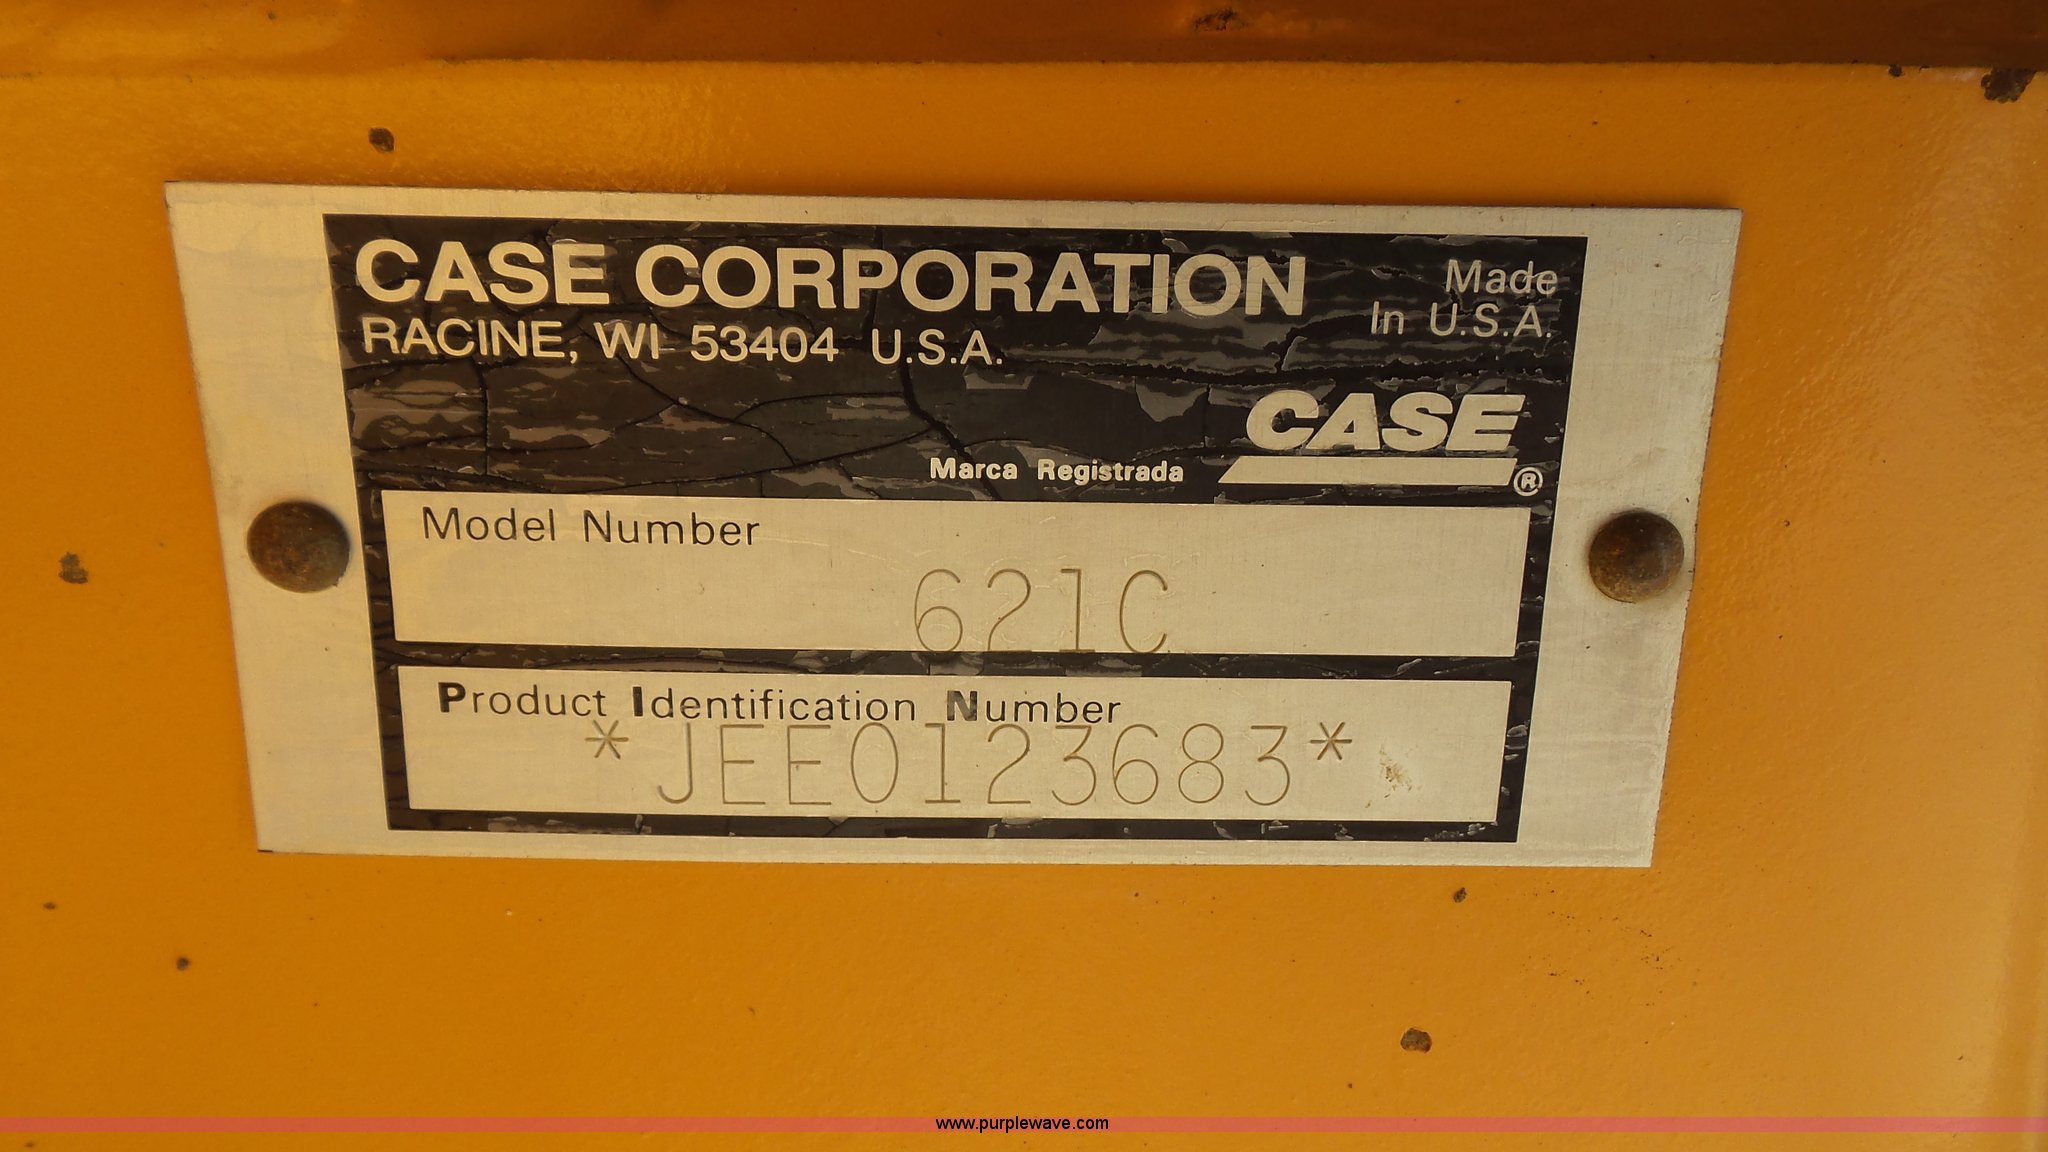 CASE CORPORATION
RACINE, WI 53404 U.S.A.
Made
In U.S.A.
CASE
Marca Registrada ®
Model Number
621C
Product Identification Number
*JEE0123683*
www.purplewave.com